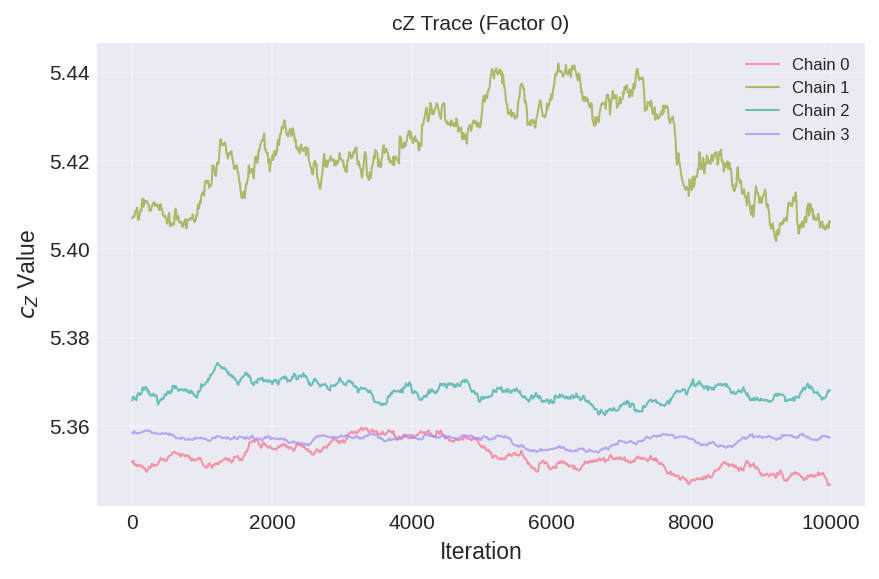 cZ Trace (Factor 0)
Chain 0
Chain 1
Chain 2
Chain 3
5.44
5.42
5.40
5.38
5.36
cZ Value
0 2000 4000 6000 8000 10000
Iteration